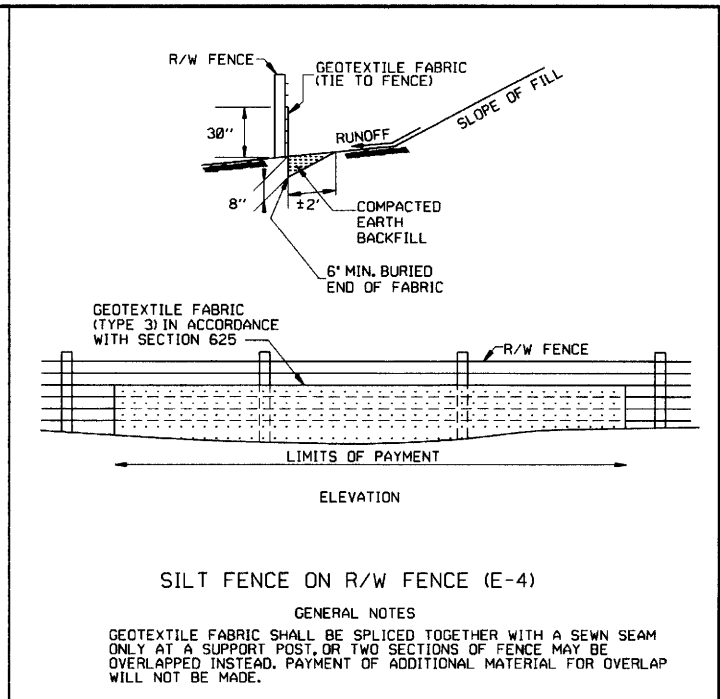 R/W FENCE
GEOTEXTILE FABRIC
(TIE TO FENCE)
SLOPE OF FILL
RUNOFF
30"
8"
±2'
COMPACTED
EARTH
BACKFILL
6" MIN. BURIED
END OF FABRIC
GEOTEXTILE FABRIC
(TYPE 3) IN ACCORDANCE
WITH SECTION 625
R/W FENCE
LIMITS OF PAYMENT
ELEVATION
SILT FENCE ON R/W FENCE (E-4)
GENERAL NOTES
GEOTEXTILE FABRIC SHALL BE SPLICED TOGETHER WITH A SEWN SEAM
ONLY AT A SUPPORT POST, OR TWO SECTIONS OF FENCE MAY BE
OVERLAPPED INSTEAD. PAYMENT OF ADDITIONAL MATERIAL FOR OVERLAP
WILL NOT BE MADE.